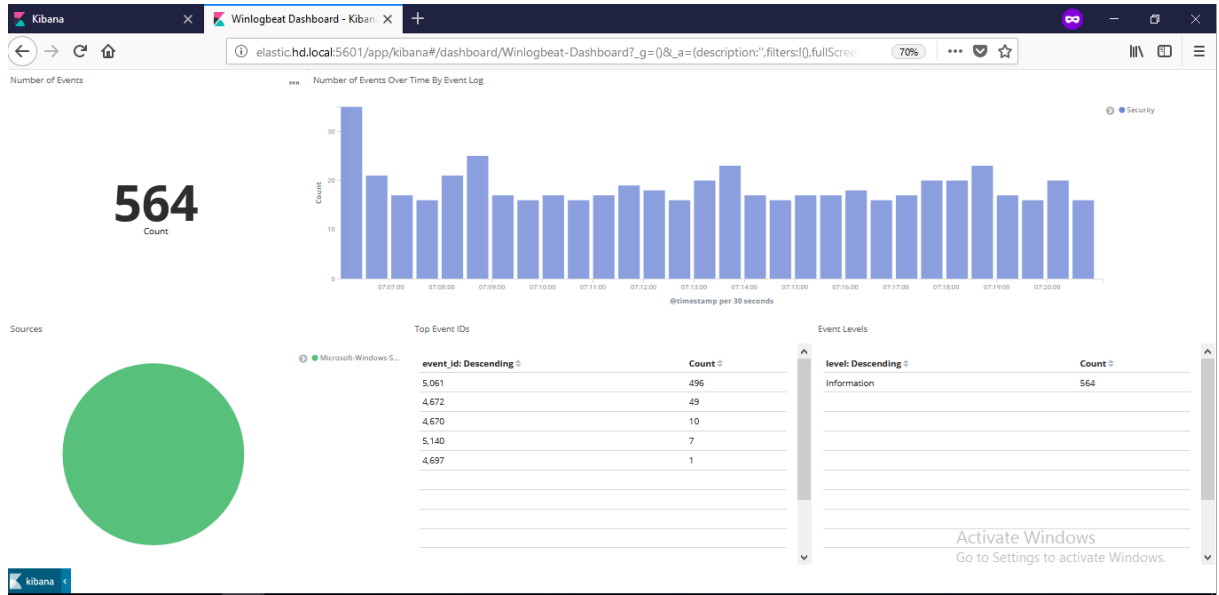 Kibana
Winlogbeat Dashboard - Kibana
elastic.hd.local:5601/app/kibana#/dashboard/Winlogbeat-Dashboard?_g=()&_a=(description:'',filters:!(),fullScree
70%
Number of Events
Number of Events Over Time By Event Log
564
Count
Count
30
20
10
0
07:07:00 07:08:00 07:09:00 07:10:00 07:11:00 07:12:00 07:13:00 07:14:00 07:15:00 07:16:00 07:17:00 07:18:00 07:19:00 07:20:00
@timestamp per 30 seconds
Security
Sources
Microsoft-Windows-S...
Top Event IDs
event_id: Descending Count
5,061 496
4,672 49
4,670 10
5,140 7
4,697 1
Event Levels
level: Descending Count
Information 564
Activate Windows
Go to Settings to activate Windows.
kibana